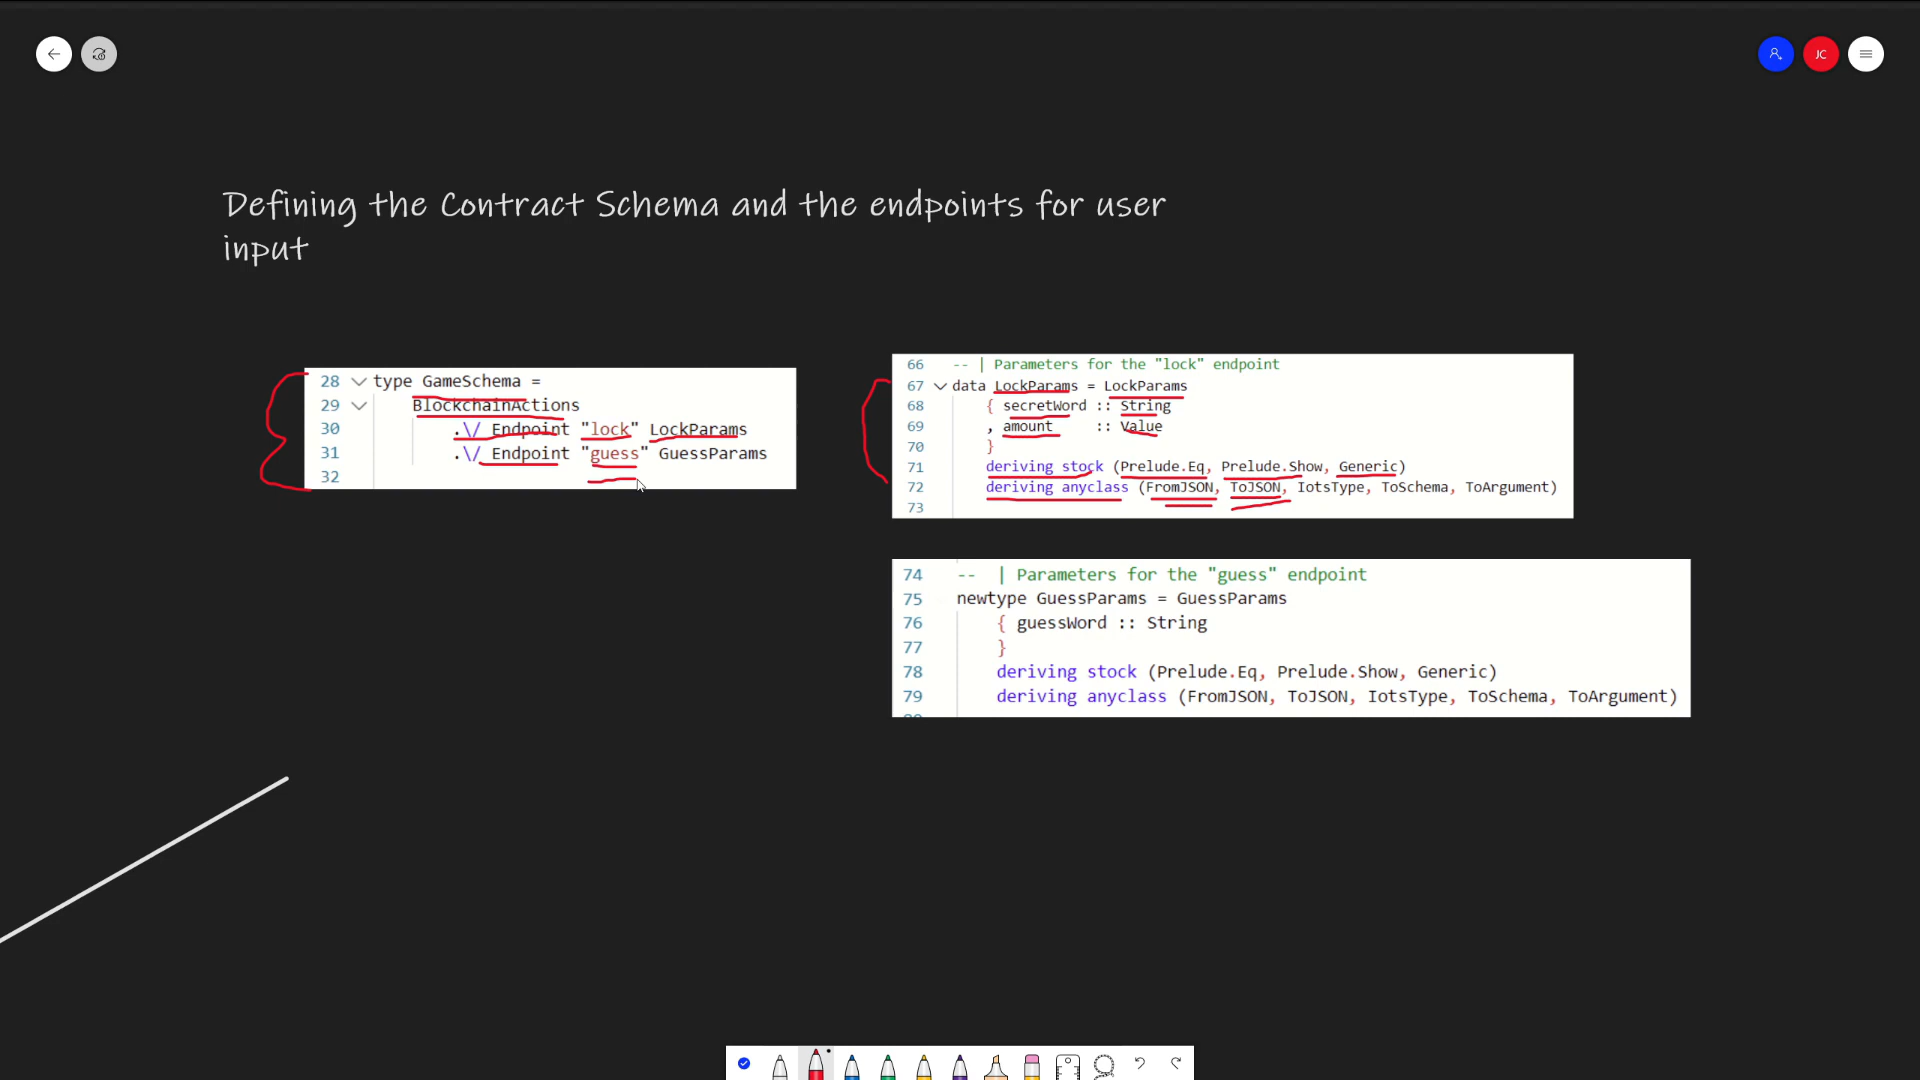 JC
Defining the Contract Schema and the endpoints for user
input
28 type GameSchema =
29 BlockchainActions
30 .\/ Endpoint "lock" LockParams
31 .\/ Endpoint "guess" GuessParams
32
66 -- | Parameters for the "lock" endpoint
67 data LockParams = LockParams
68 { secretWord :: String
69 , amount :: Value
70 }
71 deriving stock (Prelude.Eq, Prelude.Show, Generic)
72 deriving anyclass (FromJSON, ToJSON, IotsType, ToSchema, ToArgument)
73
74 -- | Parameters for the "guess" endpoint
75 newtype GuessParams = GuessParams
76 { guessWord :: String
77 }
78 deriving stock (Prelude.Eq, Prelude.Show, Generic)
79 deriving anyclass (FromJSON, ToJSON, IotsType, ToSchema, ToArgument)